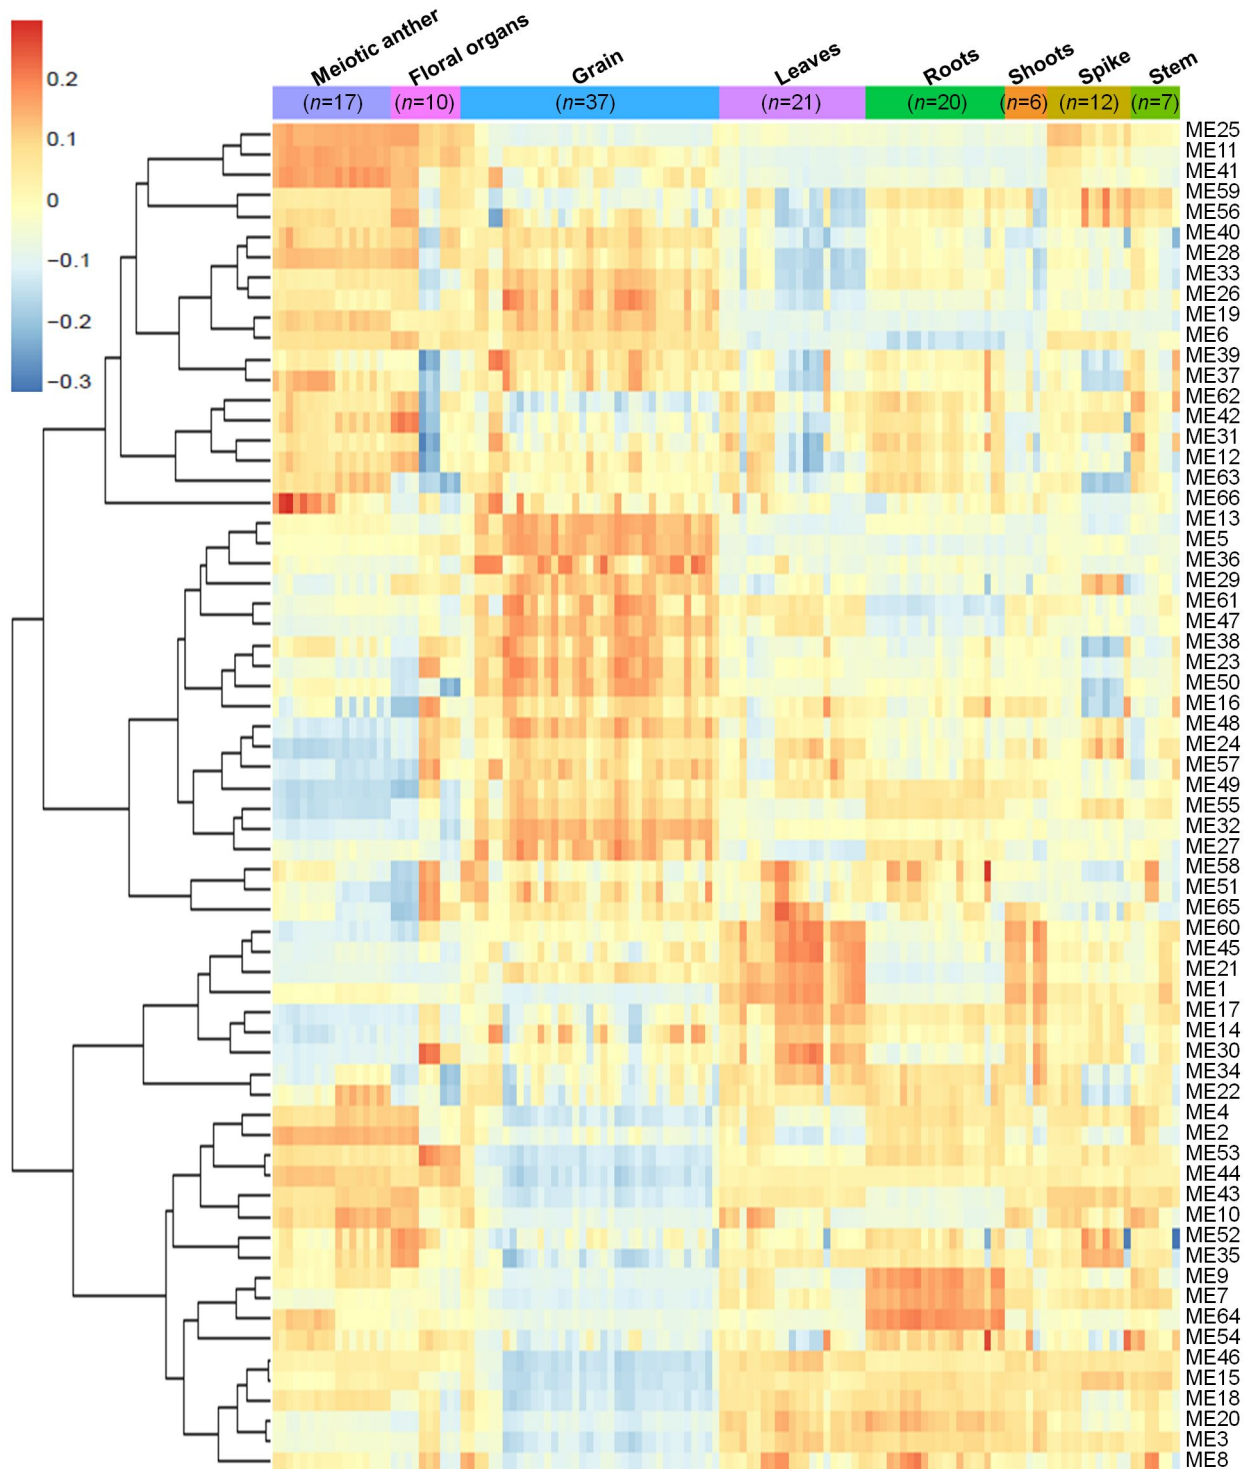 Meiotic anther
Floral organs
Grain
Leaves
Roots
Shoots
Spike
Stem
(n=17)
(n=10)
(n=37)
(n=21)
(n=20)
(n=6)
(n=12)
(n=7)
0.2
0.1
0
−0.1
−0.2
−0.3
ME25
ME11
ME41
ME59
ME56
ME40
ME28
ME33
ME26
ME19
ME6
ME39
ME37
ME62
ME42
ME31
ME12
ME63
ME66
ME13
ME5
ME36
ME29
ME61
ME47
ME38
ME23
ME50
ME16
ME48
ME24
ME57
ME49
ME55
ME32
ME27
ME58
ME51
ME65
ME60
ME45
ME21
ME1
ME17
ME14
ME30
ME34
ME22
ME4
ME2
ME53
ME44
ME43
ME10
ME52
ME35
ME9
ME7
ME64
ME54
ME46
ME15
ME18
ME20
ME3
ME8